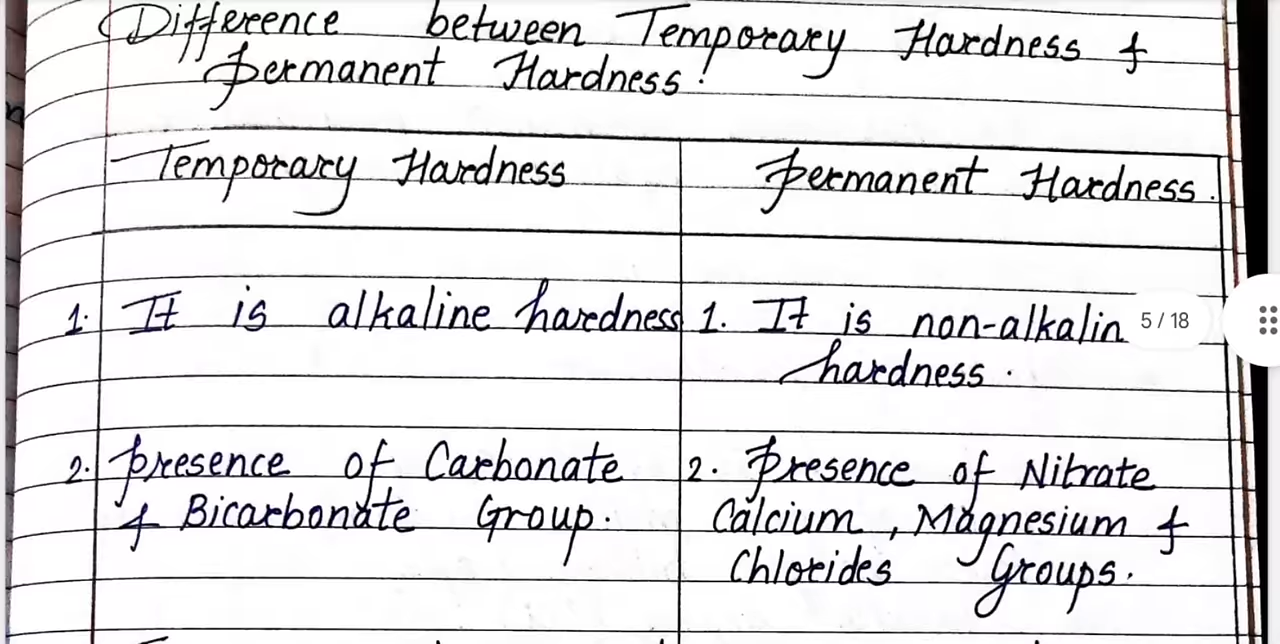 Difference between Temporary Hardness &
Permanent Hardness:
Temporary Hardness
Permanent Hardness.
1. It is alkaline hardness
1. It is non-alkalin
hardness.
5 / 18
2. Presence of Carbonate
& Bicarbonate Group.
2. Presence of Nitrate
Calcium, Magnesium &
Chlorides Groups.